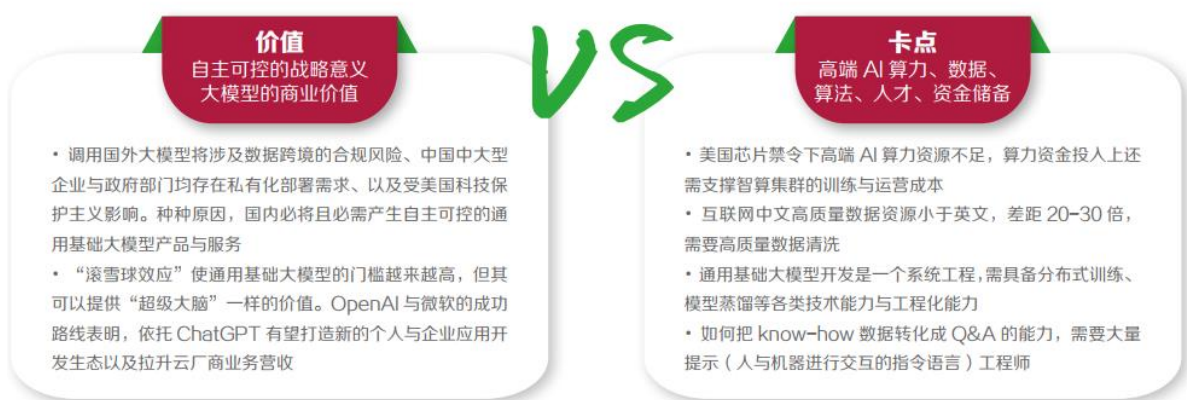 价值
自主可控的战略意义
大模型的商业价值
• 调用国外大模型将涉及数据跨境的合规风险、中国中大型
企业与政府部门均存在私有化部署需求、以及受美国科技保
护主义影响。种种原因，国内必将且必需产生自主可控的通
用基础大模型产品与服务
• “滚雪球效应”使通用基础大模型的门槛越来越高，但其
可以提供“超级大脑”一样的价值。OpenAI 与微软的成功
路线表明，依托 ChatGPT 有望打造新的个人与企业应用开
发生态以及拉升云厂商业务营收
VS
卡点
高端 AI 算力、数据、
算法、人才、资金储备
• 美国芯片禁令下高端 AI 算力资源不足，算力资金投入上还
需支撑智算集群的训练与运营成本
• 互联网中文高质量数据资源小于英文，差距 20-30 倍，
需要高质量数据清洗
• 通用基础大模型开发是一个系统工程，需具备分布式训练、
模型蒸馏等各类技术能力与工程化能力
• 如何把 know-how 数据转化成 Q&A 的能力，需要大量
提示（人与机器进行交互的指令语言）工程师